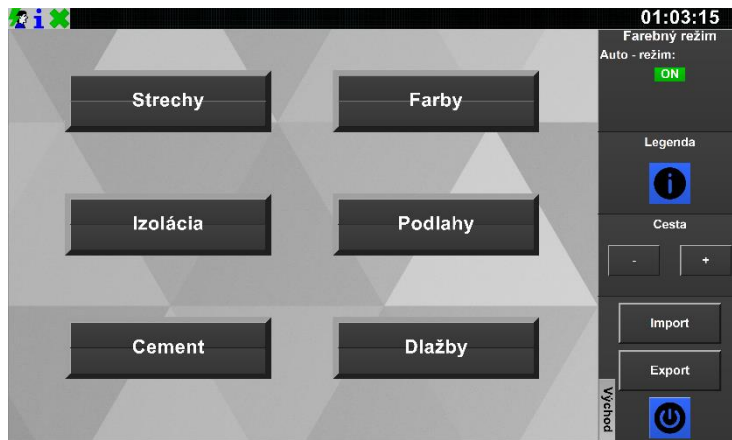 01:03:15
Farebný režim
Auto - režim:
ON
Strechy
Farby
Legenda
Izolácia
Podlahy
Cesta
- +
Import
Cement
Dlažby
Export
Východ